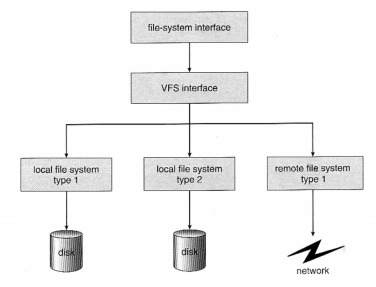 file-system interface
VFS interface
local file system
type 1
local file system
type 2
remote file system
type 1
disk
disk
network